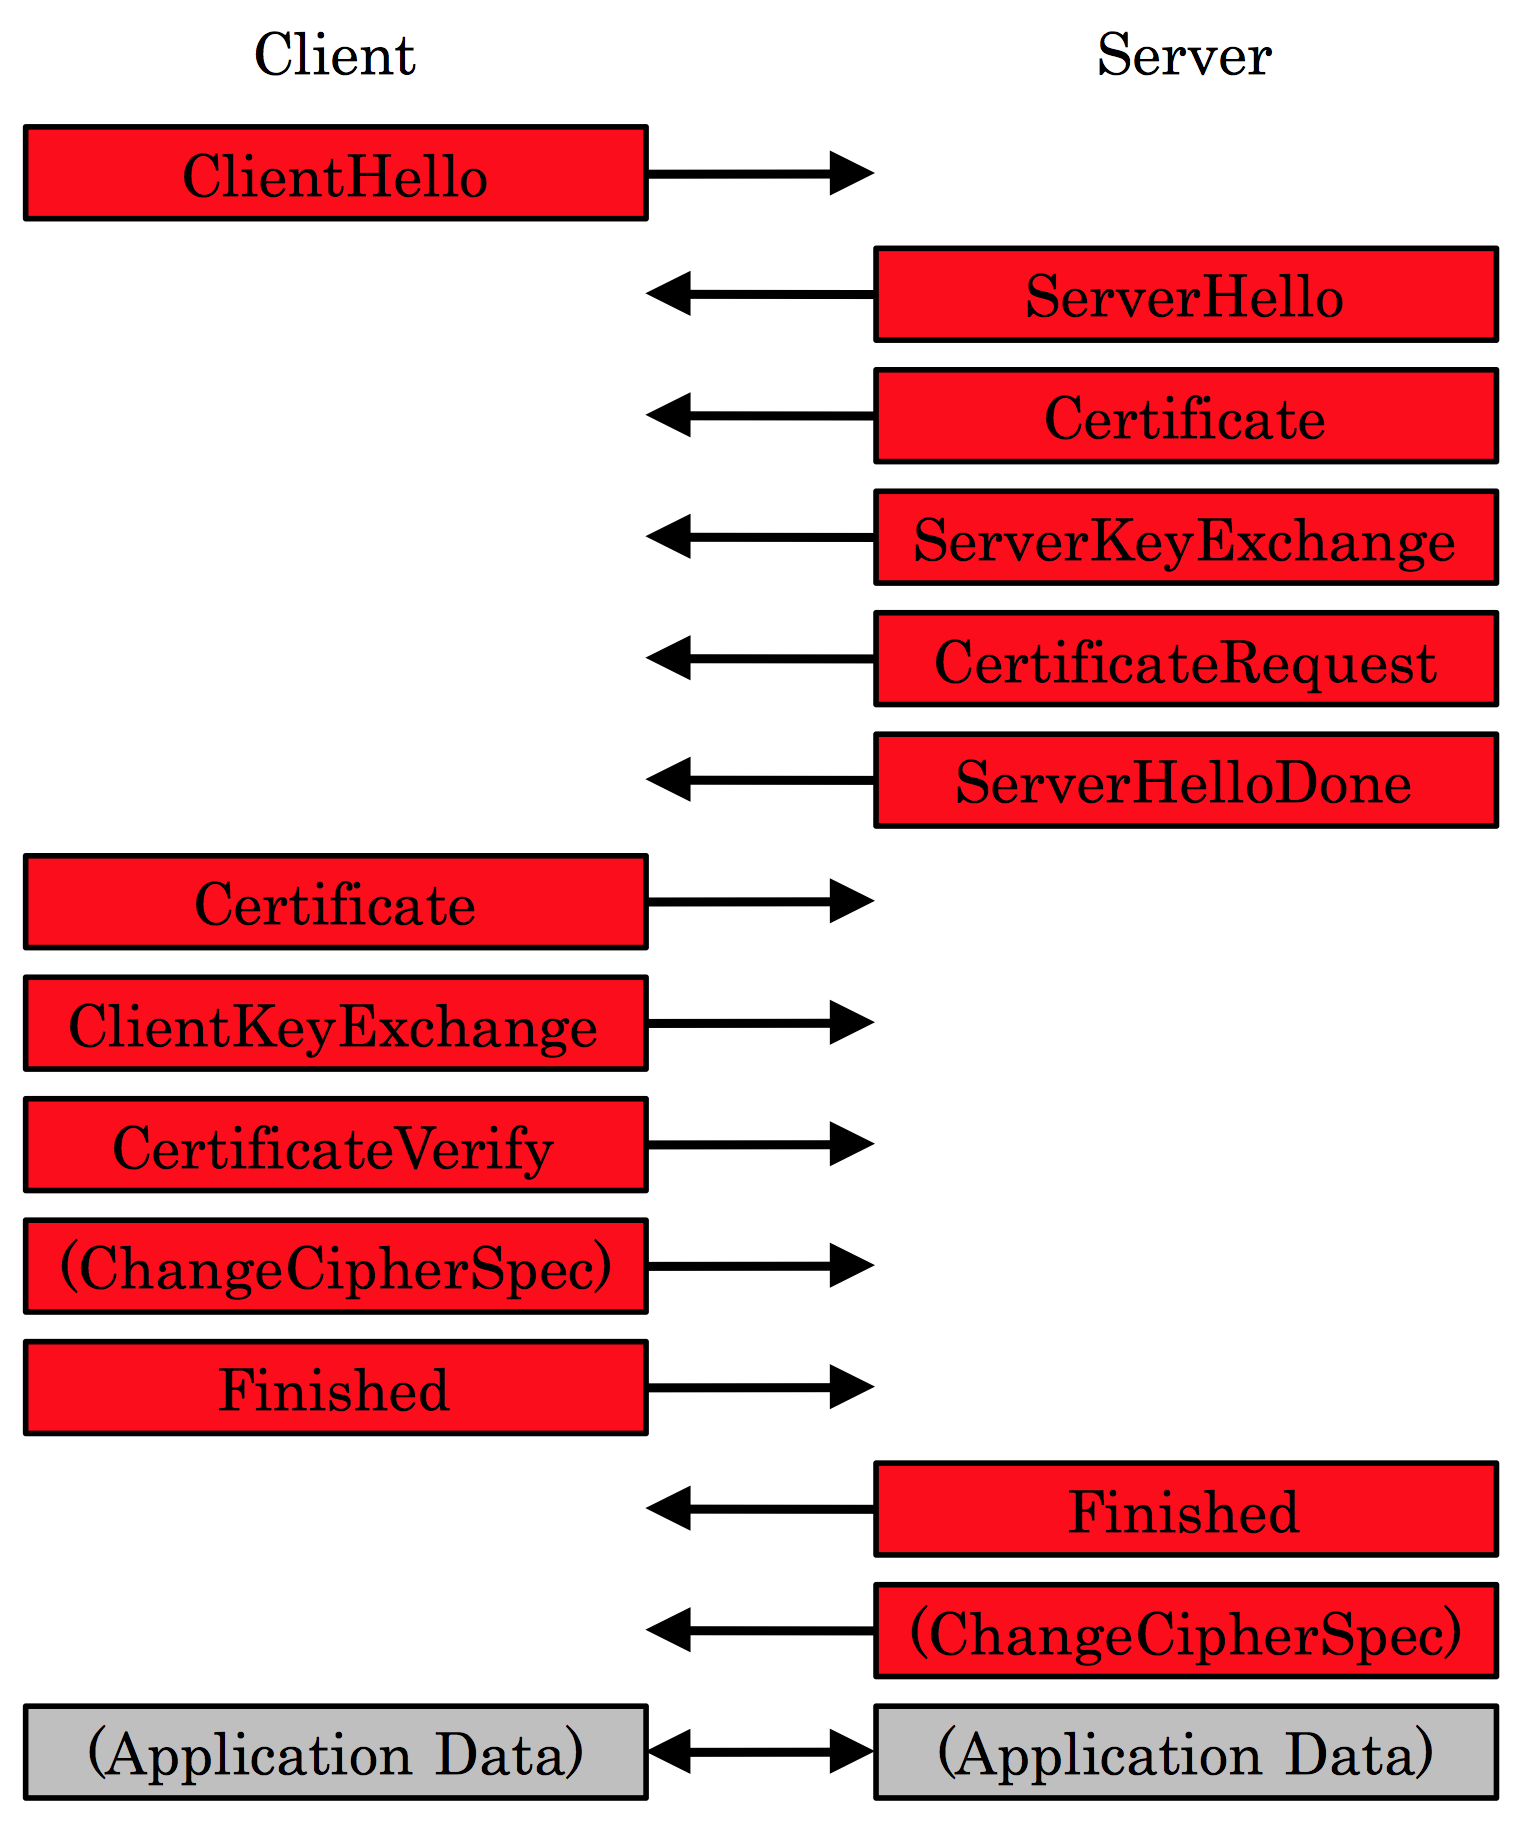 Client
Server
ClientHello
ServerHello
Certificate
ServerKeyExchange
CertificateRequest
ServerHelloDone
Certificate
ClientKeyExchange
CertificateVerify
(ChangeCipherSpec)
Finished
Finished
(ChangeCipherSpec)
(Application Data)
(Application Data)